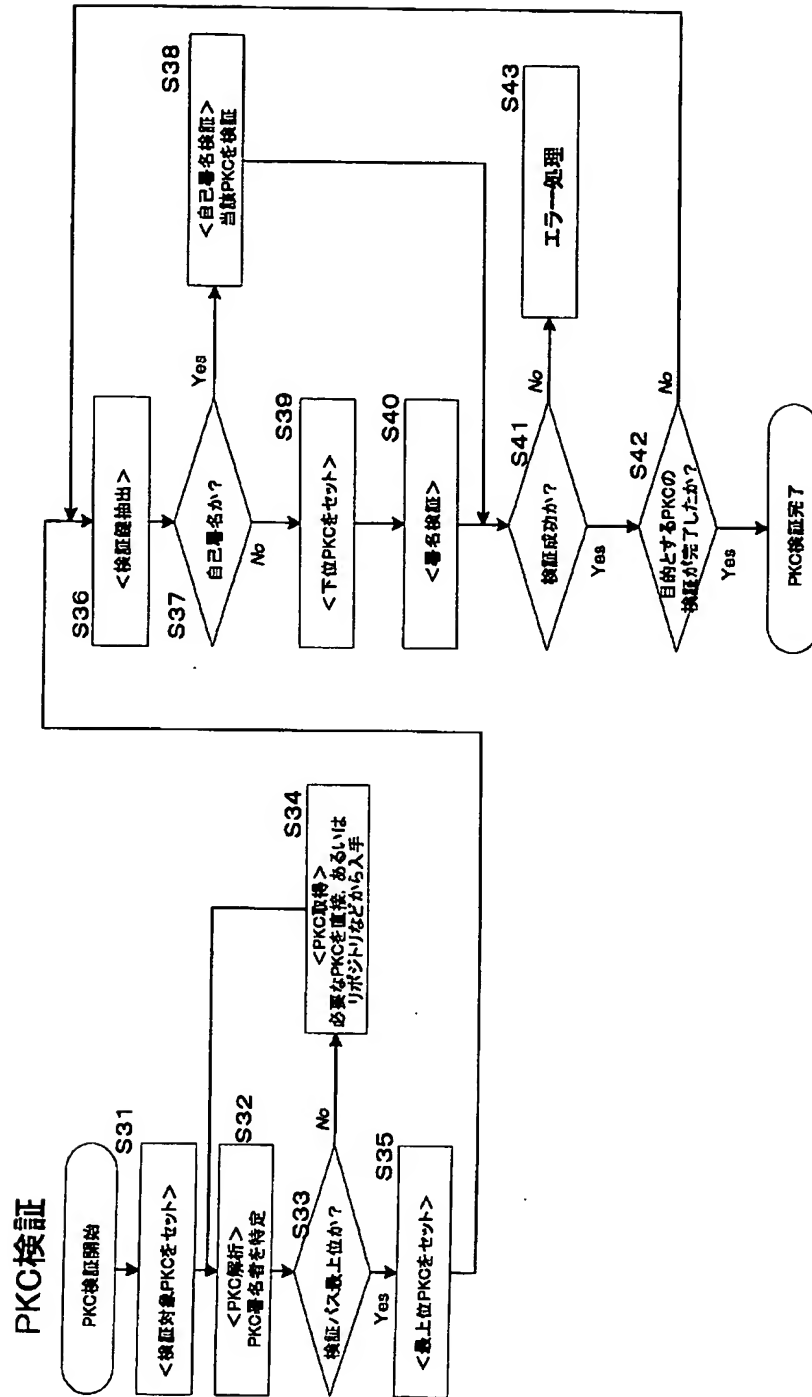 PKC検証
PKC検証開始
S31
<検証対象PKCをセット>
S32
<PKC解析>
PKC署名者を特定
S33
検証パス最上位か?
No
Yes
S34
<PKC取得>
必要なPKCを直接、あるいは
リポジトリなどから入手
S35
<最上位PKCをセット>
S36
<検証鍵抽出>
S37
自己署名か?
Yes
No
S38
<自己署名検証>
当該PKCを検証
S39
<下位PKCをセット>
S40
<署名検証>
S41
検証成功か?
No
Yes
S43
エラー処理
S42
目的とするPKCの
検証が完了したか?
No
Yes
PKC検証完了